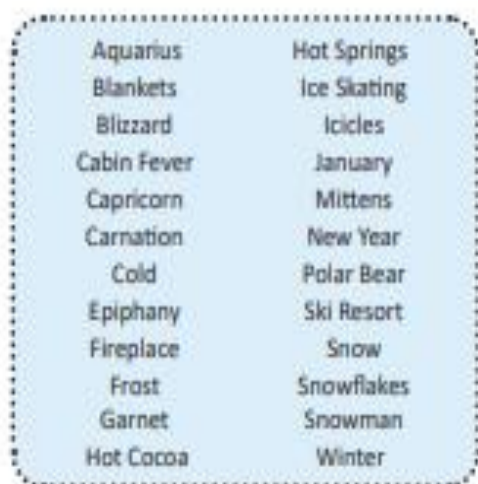 Aquarius
Blankets
Blizzard
Cabin Fever
Capricorn
Carnation
Cold
Epiphany
Fireplace
Frost
Garnet
Hot Cocoa
Hot Springs
Ice Skating
Icicles
January
Mittens
New Year
Polar Bear
Ski Resort
Snow
Snowflakes
Snowman
Winter